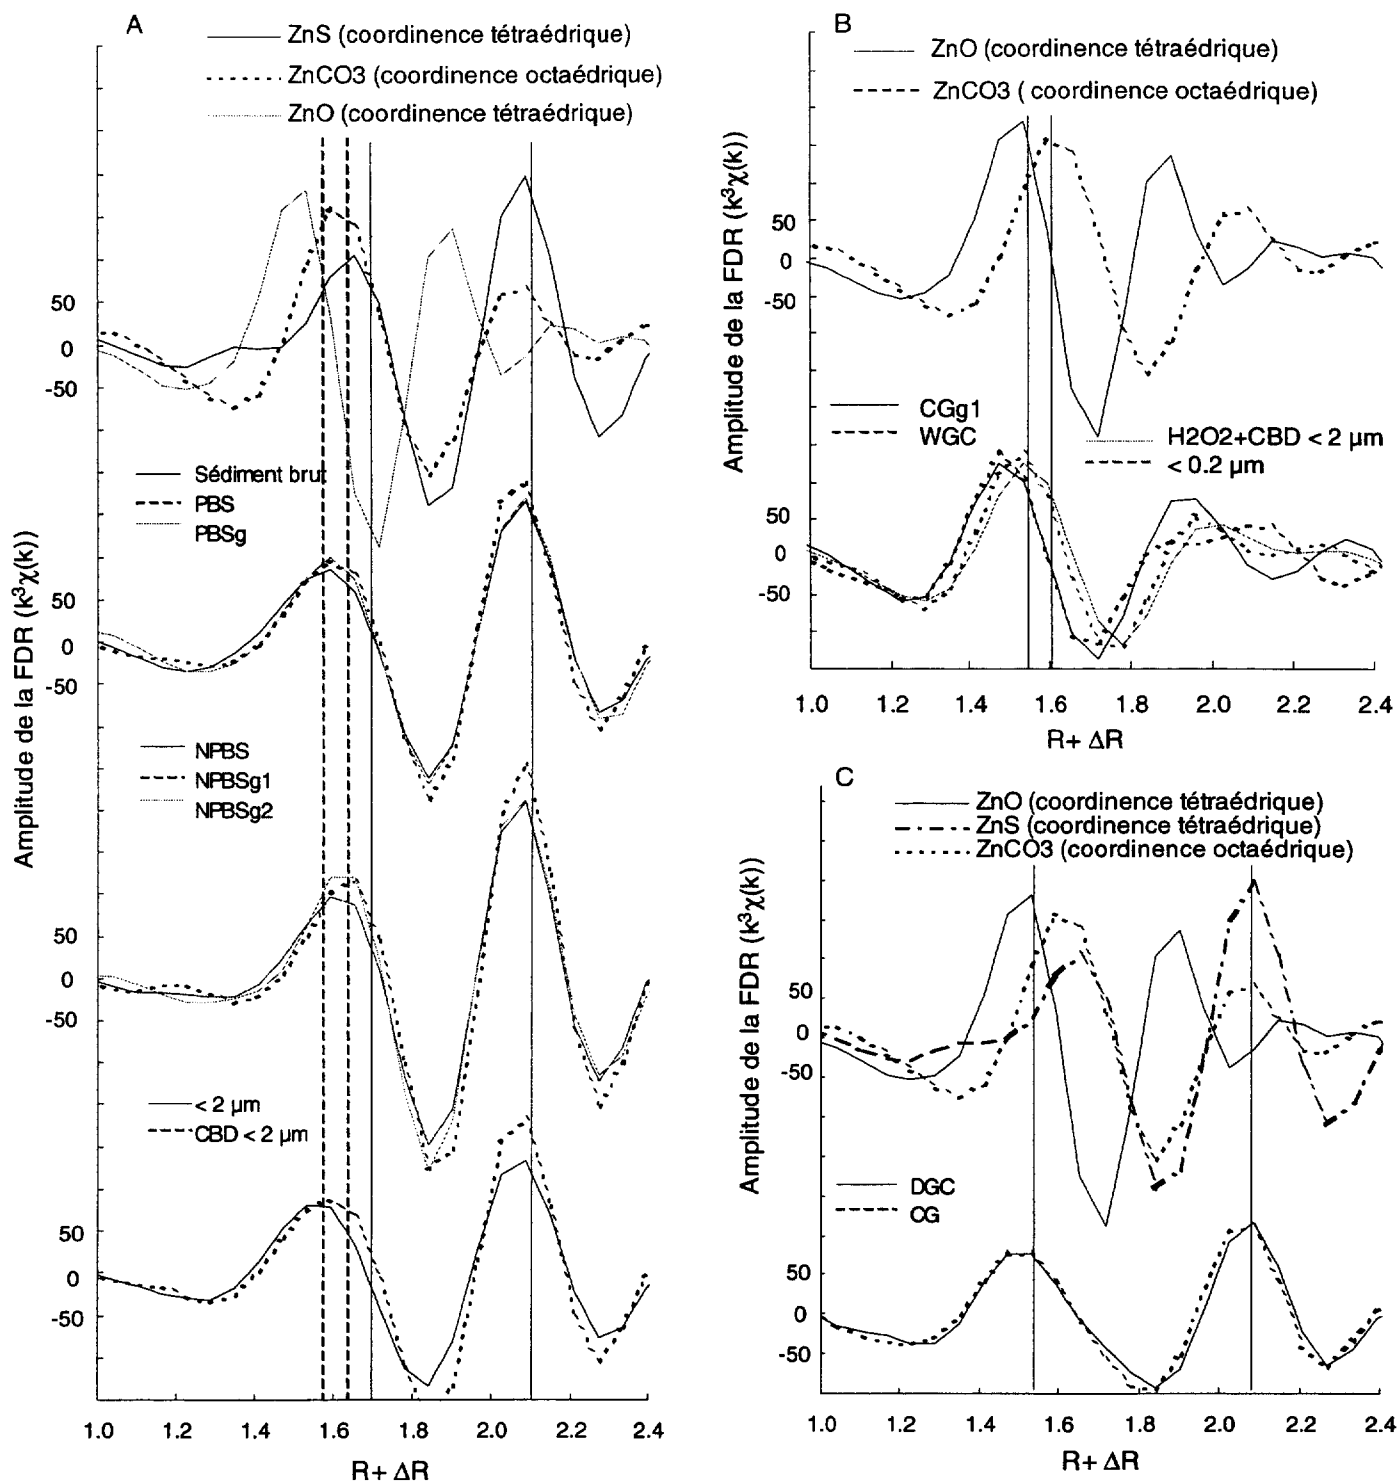 A
ZnS (coordinence tétraédrique)
ZnCO3 (coordinence octaédrique)
ZnO (coordinence tétraédrique)
50
0
-50
Sédiment brut
PBS
PBSg
50
0
-50
NPBS
NPBSg1
NPBSg2
50
0
-50
< 2 µm
CBD < 2 µm
50
0
-50
Amplitude de la FDR (k³χ(k))
1.0 1.2 1.4 1.6 1.8 2.0 2.2 2.4
R+ ΔR
B
ZnO (coordinence tétraédrique)
ZnCO3 ( coordinence octaédrique)
50
0
-50
CGg1
WGC
H2O2+CBD < 2 µm
< 0.2 µm
50
0
-50
Amplitude de la FDR (k³χ(k))
1.0 1.2 1.4 1.6 1.8 2.0 2.2 2.4
R+ ΔR
C
ZnO (coordinence tétraédrique)
ZnS (coordinence tétraédrique)
ZnCO3 (coordinence octaédrique)
50
0
-50
DGC
CG
50
0
-50
Amplitude de la FDR (k³χ(k))
1.0 1.2 1.4 1.6 1.8 2.0 2.2 2.4
R+ ΔR